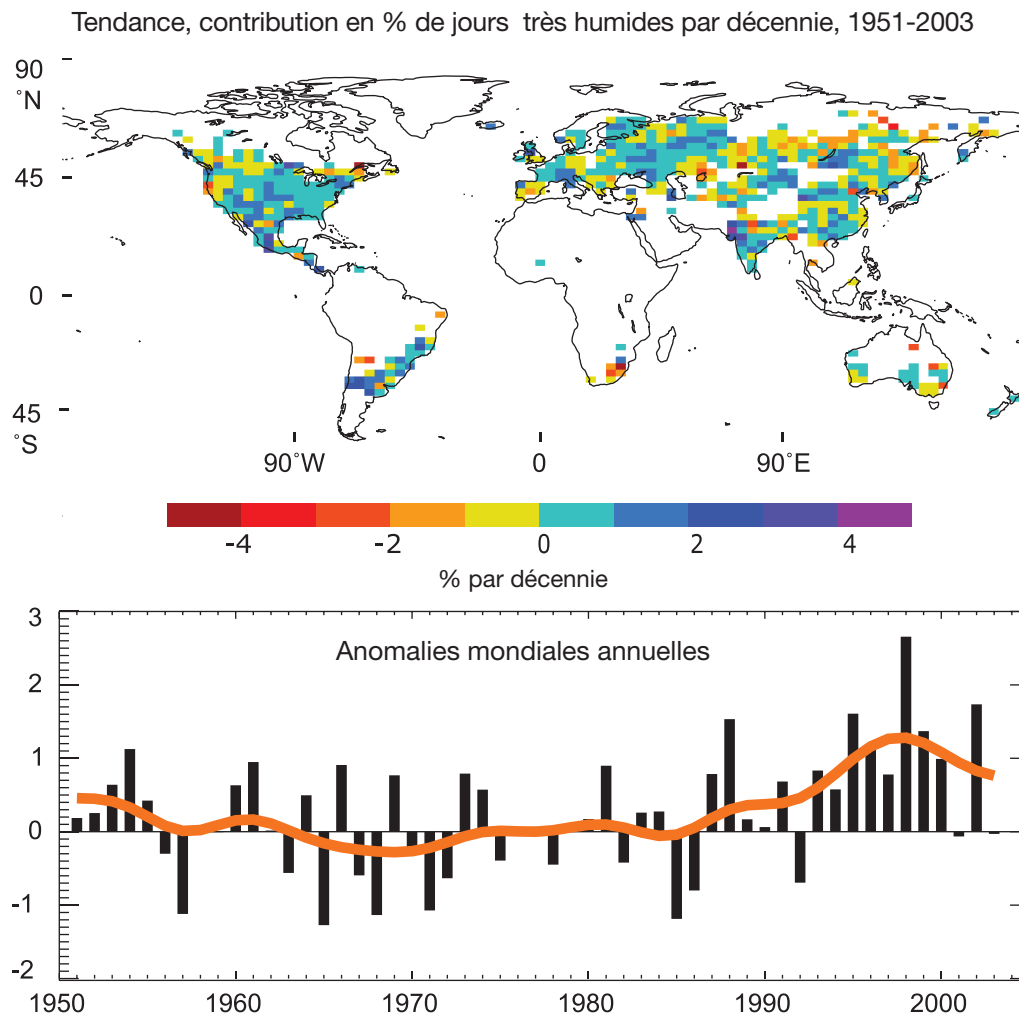 Tendance, contribution en % de jours très humides par décennie, 1951-2003
90
°N
45
0
45
°S
90°W 0 90°E
-4 -2 0 2 4
% par décennie
Anomalies mondiales annuelles
3
2
1
0
-1
-2
1950 1960 1970 1980 1990 2000